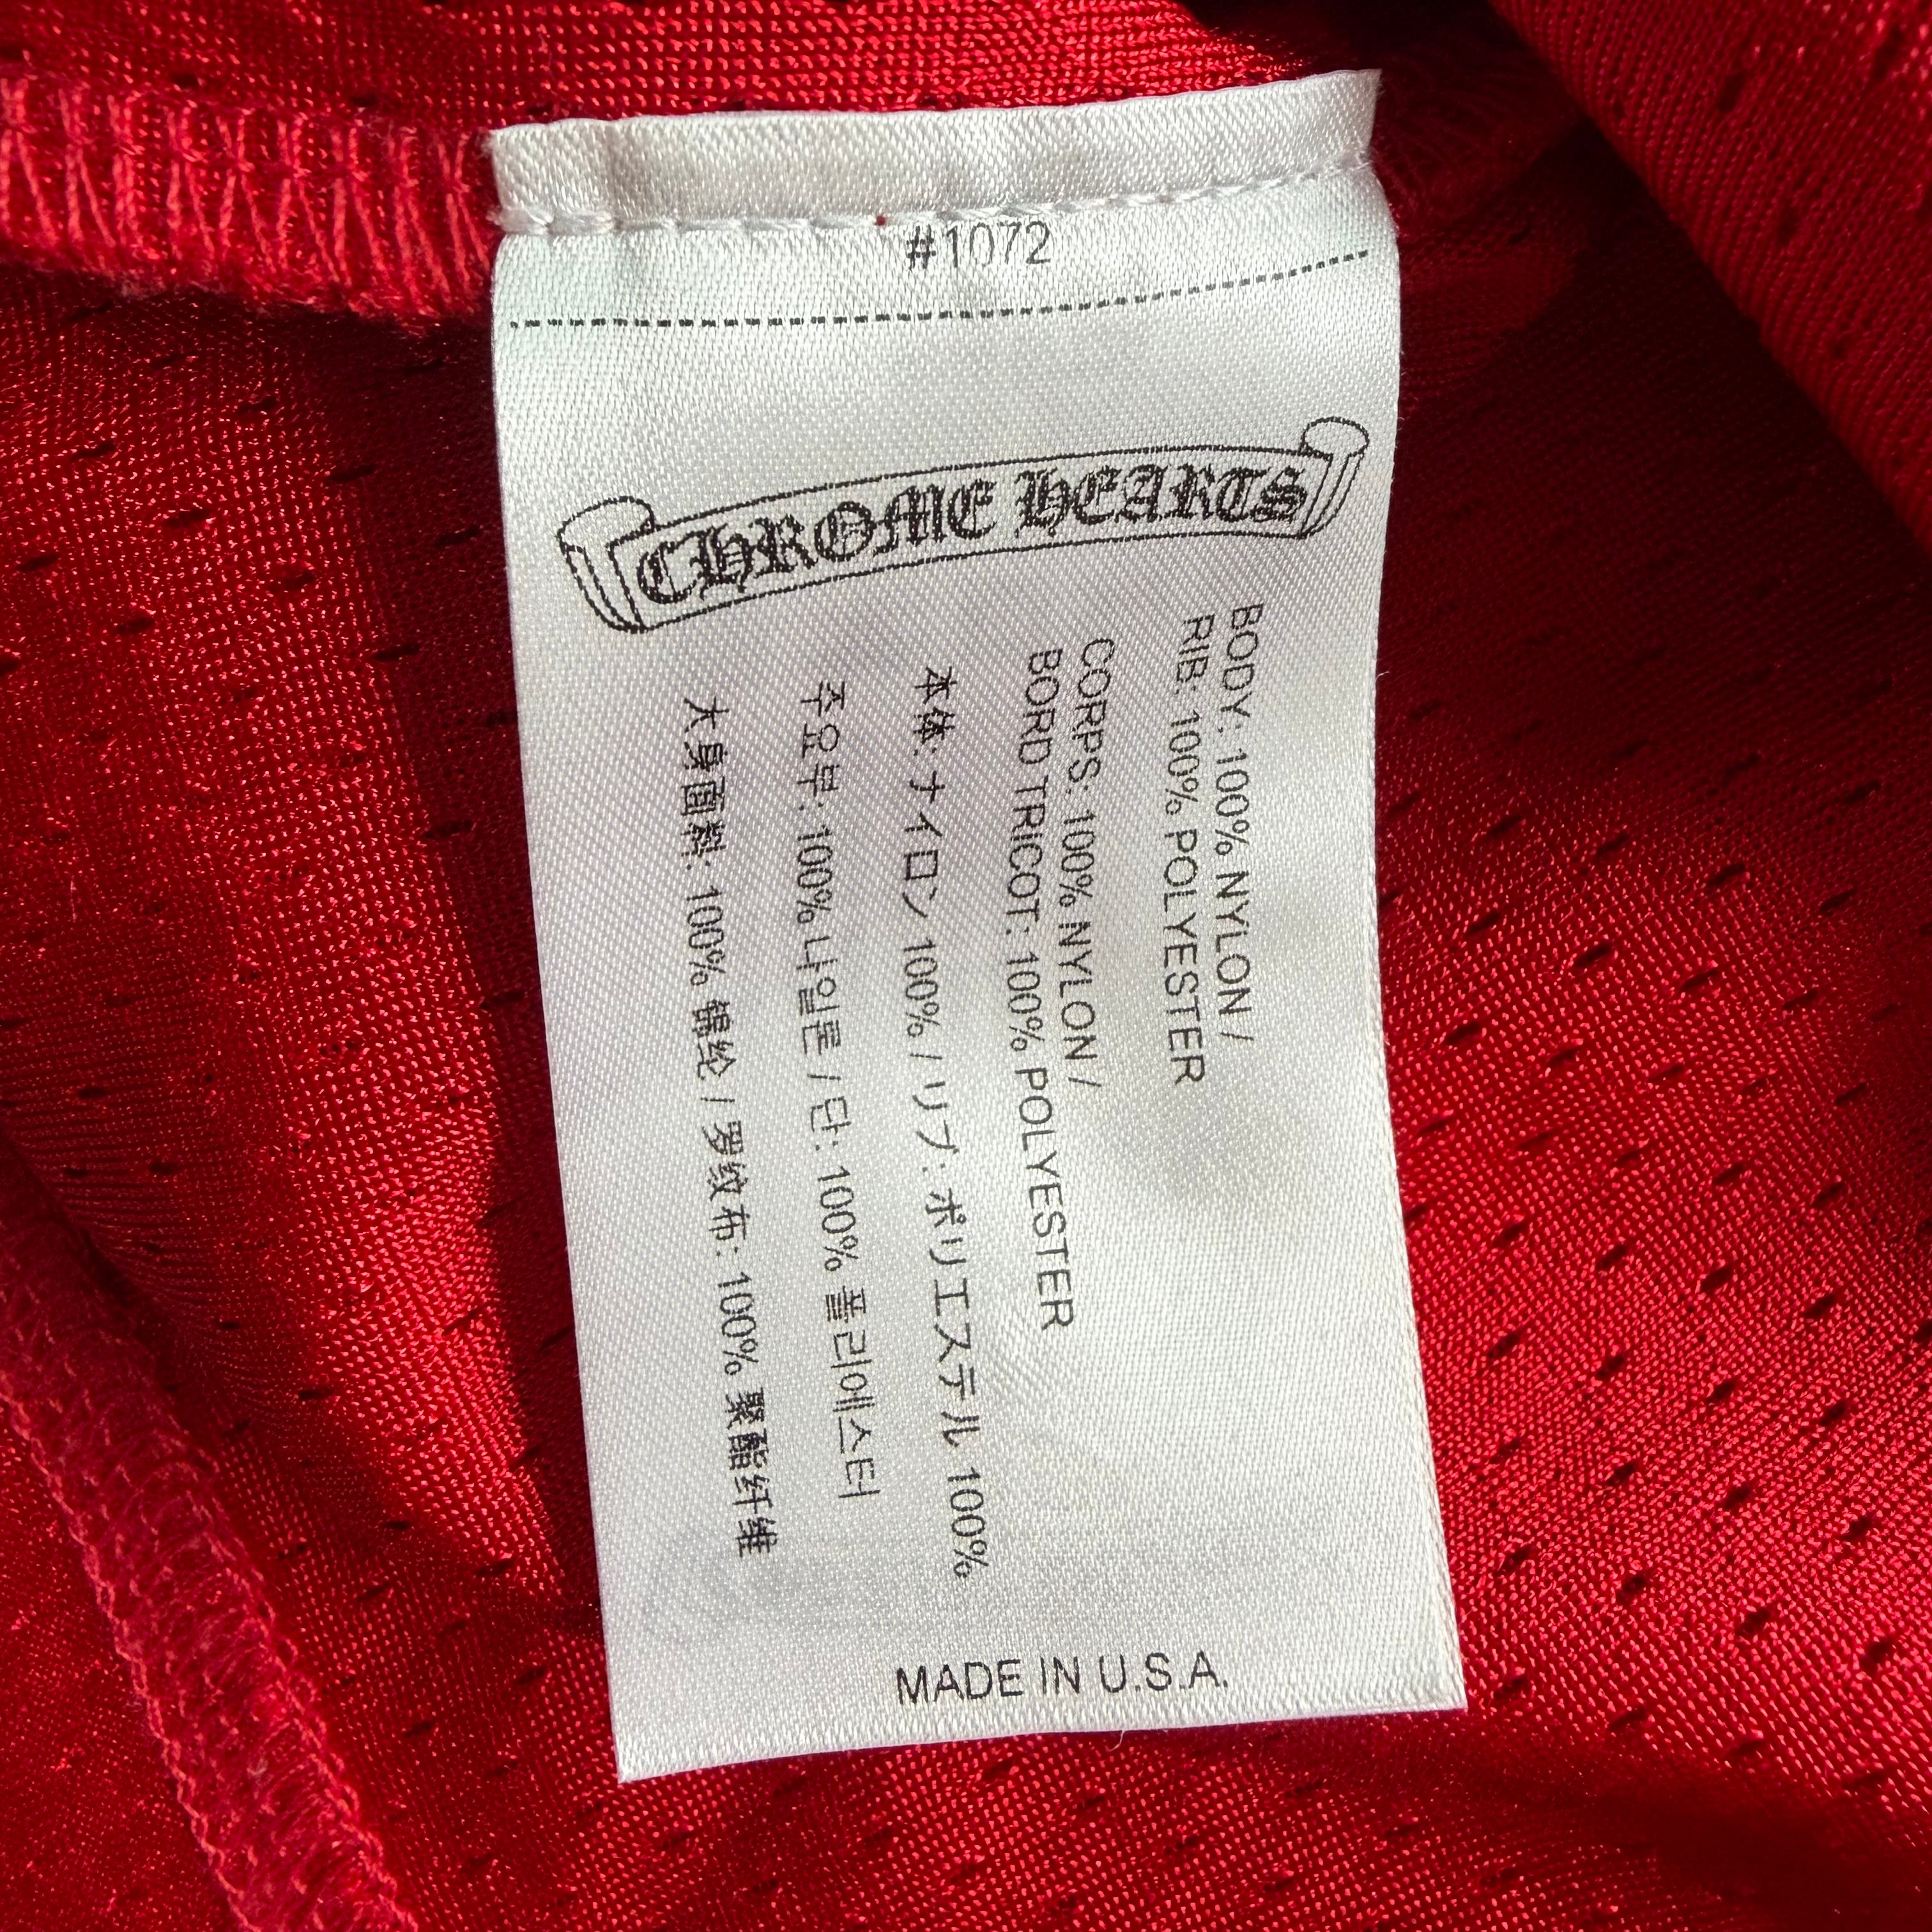 #1072
CHROME HEARTS
BODY: 100% NYLON /
RIB: 100% POLYESTER
CORPS: 100% NYLON /
BORD TRICOT: 100% POLYESTER
本体: ナイロン 100% / リブ: ポリエステル 100%
주요부: 100% 나일론 / 단: 100% 폴리에스터
大身面料: 100% 锦纶 / 罗纹布: 100% 聚酯纤维
MADE IN U.S.A.